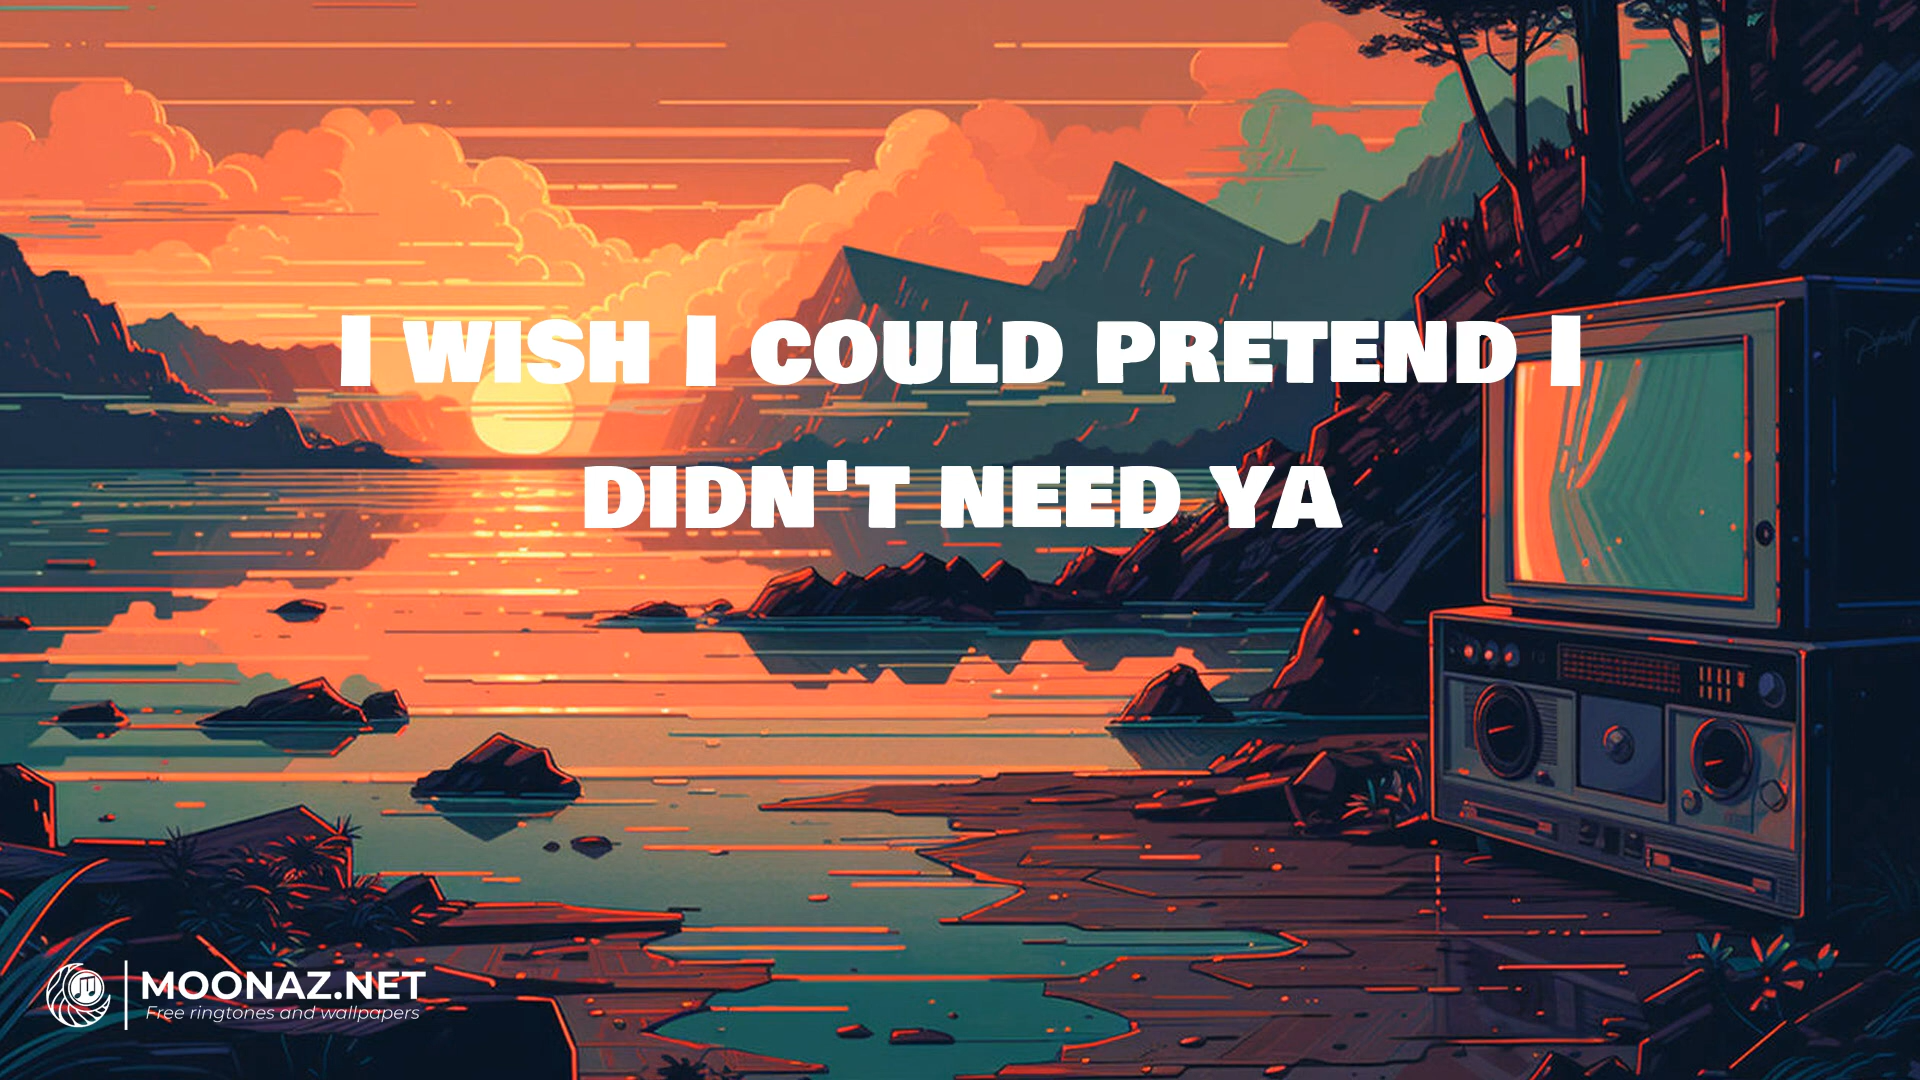 I WISH I COULD PRETEND I
DIDN'T NEED YA
MOONAZ.NET
Free ringtones and wallpapers